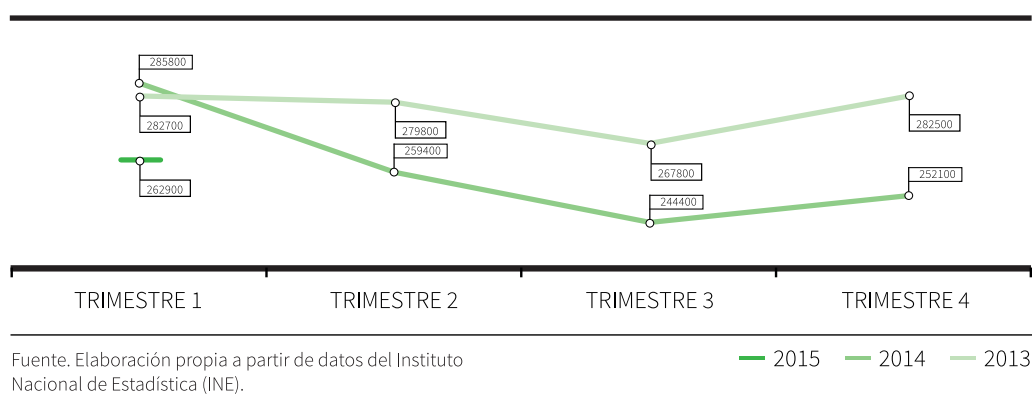 285800
282700
279800
282500
259400
262900
267800
252100
244400
TRIMESTRE 1
TRIMESTRE 2
TRIMESTRE 3
TRIMESTRE 4
Fuente. Elaboración propia a partir de datos del Instituto
Nacional de Estadística (INE).
2015
2014
2013